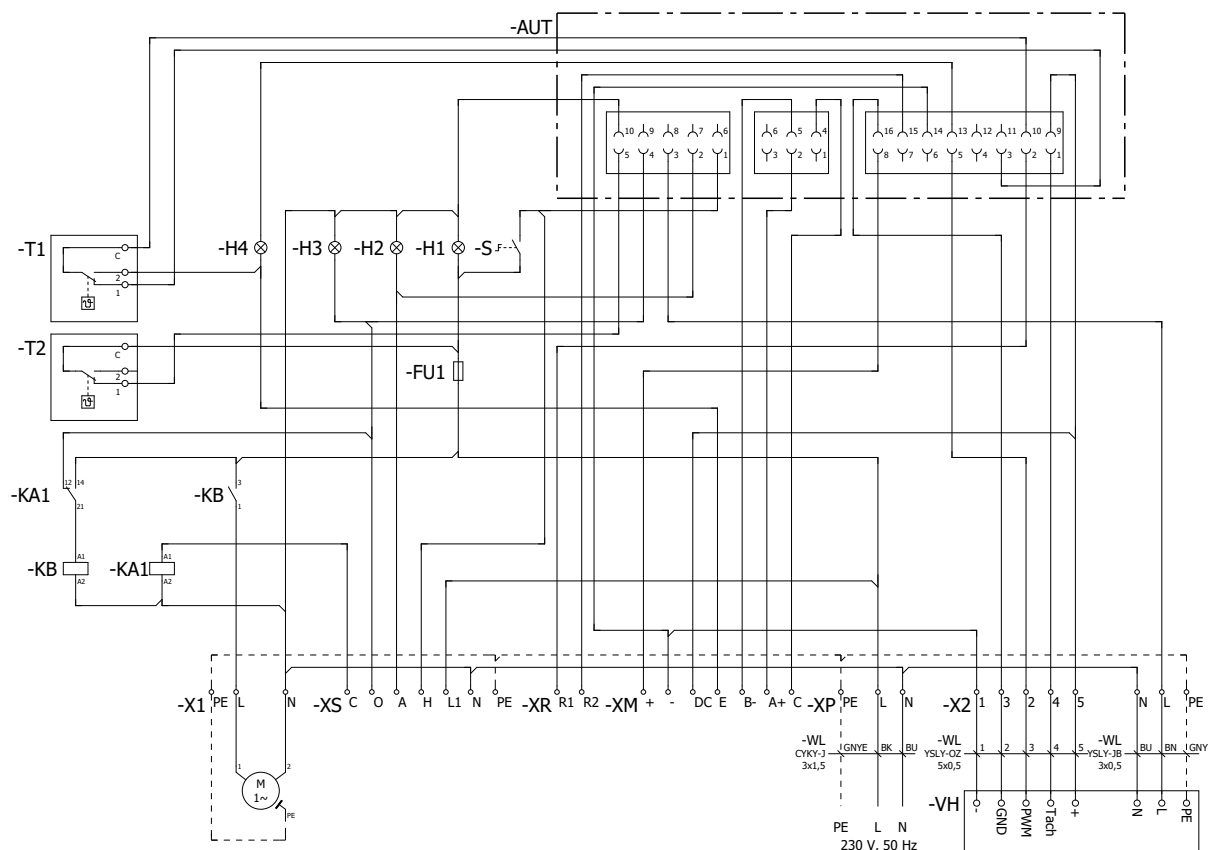 -AUT
10 9 8 7 6
5 4 3 2 1
6 5 4
3 2 1
16 15 14 13 12 11 10 9
8 7 6 5 4 3 2 1
-T1
C
2
1
-H4
-H3
-H2
-H1
-S
-T2
C
2
1
-FU1
-KA1
12 14
21
-KB
3
1
-KB
A1
A2
-KA1
A1
A2
-X1 PE L N
-XS C O A H L1 N PE
-XR R1 R2
-XM + - DC E B- A+ C
-XP PE L N
-X2 1 3 2 4 5 N L PE
-WL
CYKY-J
3x1,5
GNYE BK BU
-WL
YSLY-OZ
5x0,5
1 2 3 4 5
-WL
YSLY-JB
3x0,5
BU BN GNY
1 2
M
1~
PE
PE L N
230 V, 50 Hz
-VH
- GND PWM Tach + N L PE